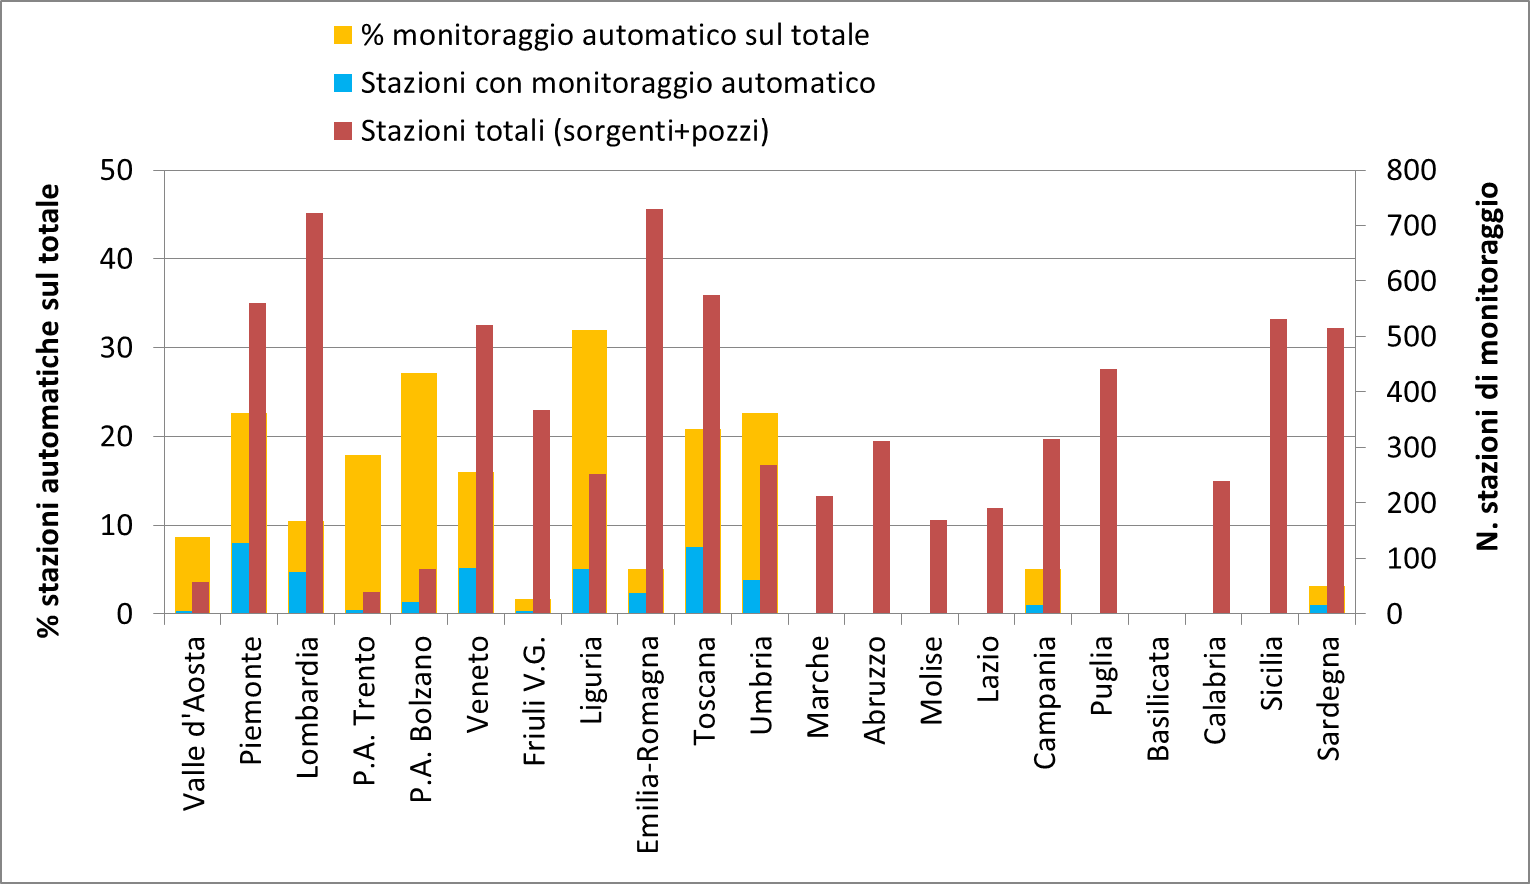 % monitoraggio automatico sul totale
Stazioni con monitoraggio automatico
Stazioni totali (sorgenti+pozzi)
% stazioni automatiche sul totale
50
40
30
20
10
0
800
700
600
500
400
300
200
100
0
N. stazioni di monitoraggio
Valle d'Aosta
Piemonte
Lombardia
P.A. Trento
P.A. Bolzano
Veneto
Friuli V.G.
Liguria
Emilia-Romagna
Toscana
Umbria
Marche
Abruzzo
Molise
Lazio
Campania
Puglia
Basilicata
Calabria
Sicilia
Sardegna